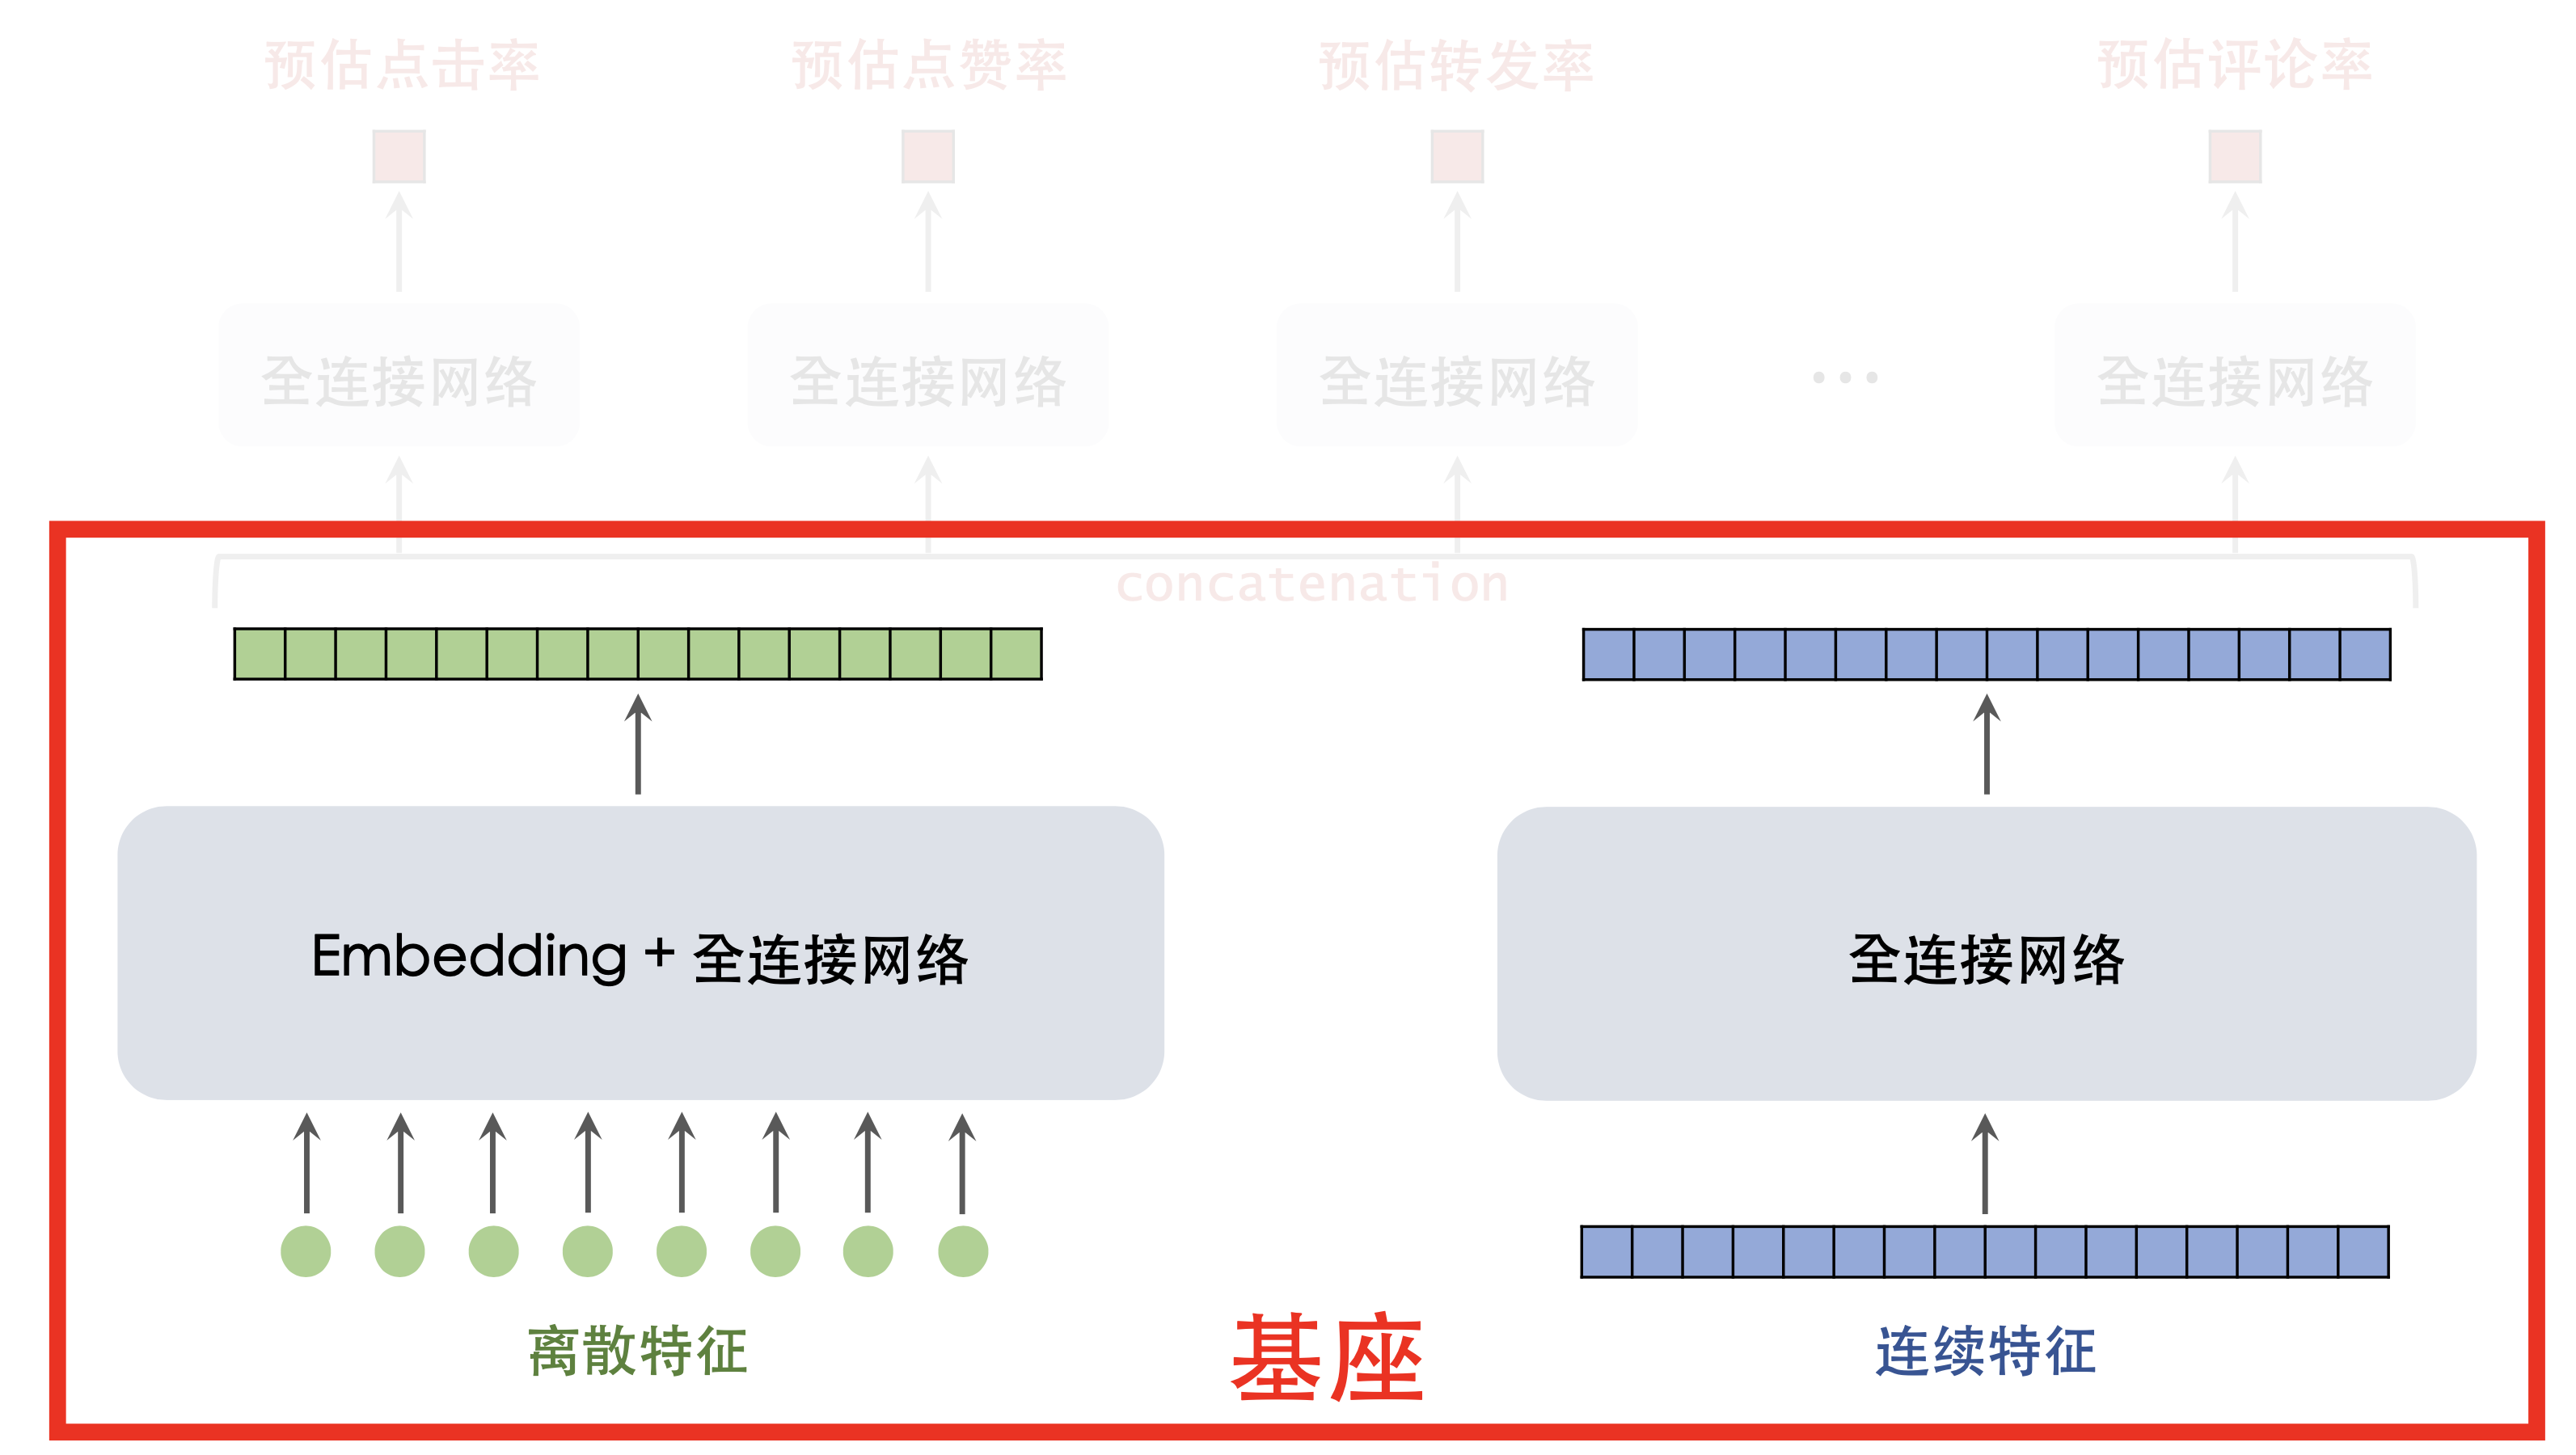 预估点击率 预估点赞率 预估转发率 预估评论率
全连接网络 全连接网络 全连接网络 ··· 全连接网络
concatenation
Embedding + 全连接网络 全连接网络
离散特征 基座 连续特征